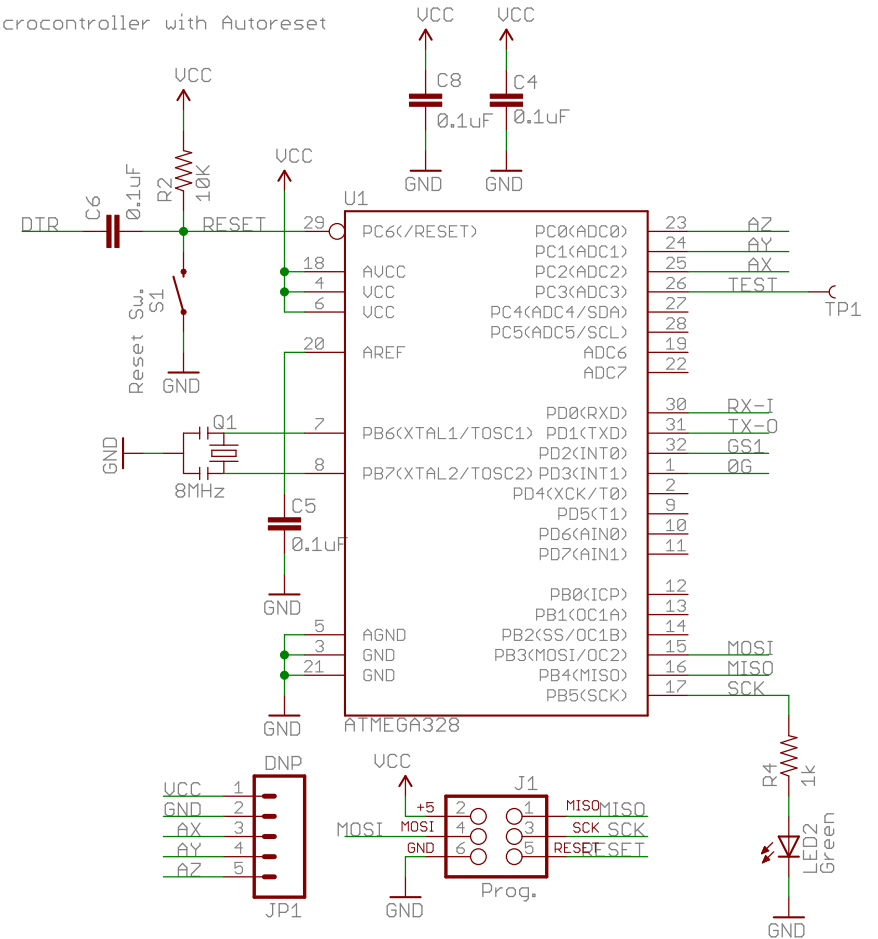 crocontroller with Autoreset
VCC
VCC
C8
0.1uF
C4
0.1uF
GND
GND
VCC
R2
10K
C6
0.1uF
DTR
RESET
Reset Sw.
S1
GND
VCC
U1
29 PC6(/RESET)
18 AVCC
4 VCC
6 VCC
20 AREF
7 PB6(XTAL1/TOSC1)
8 PB7(XTAL2/TOSC2)
5 AGND
3 GND
21 GND
PC0(ADC0) 23 AZ
PC1(ADC1) 24 AY
PC2(ADC2) 25 AX
PC3(ADC3) 26 TEST
TP1
PC4(ADC4/SDA) 27
PC5(ADC5/SCL) 28
ADC6 19
ADC7 22
PD0(RXD) 30 RX-I
PD1(TXD) 31 TX-O
PD2(INT0) 32 GS1
PD3(INT1) 1 0G
PD4(XCK/T0) 2
PD5(T1) 9
PD6(AIN0) 10
PD7(AIN1) 11
PB0(ICP) 12
PB1(OC1A) 13
PB2(SS/OC1B) 14
PB3(MOSI/OC2) 15 MOSI
PB4(MISO) 16 MISO
PB5(SCK) 17 SCK
ATMEGA328
GND
Q1
8MHz
C5
0.1uF
GND
GND
R4
1k
LED2
Green
GND
DNP
VCC 1
GND 2
AX 3
AY 4
AZ 5
JP1
VCC
J1
+5 2 1 MISO MISO
MOSI MOSI 4 3 SCK SCK
GND 6 5 RESET RESET
Prog.
GND